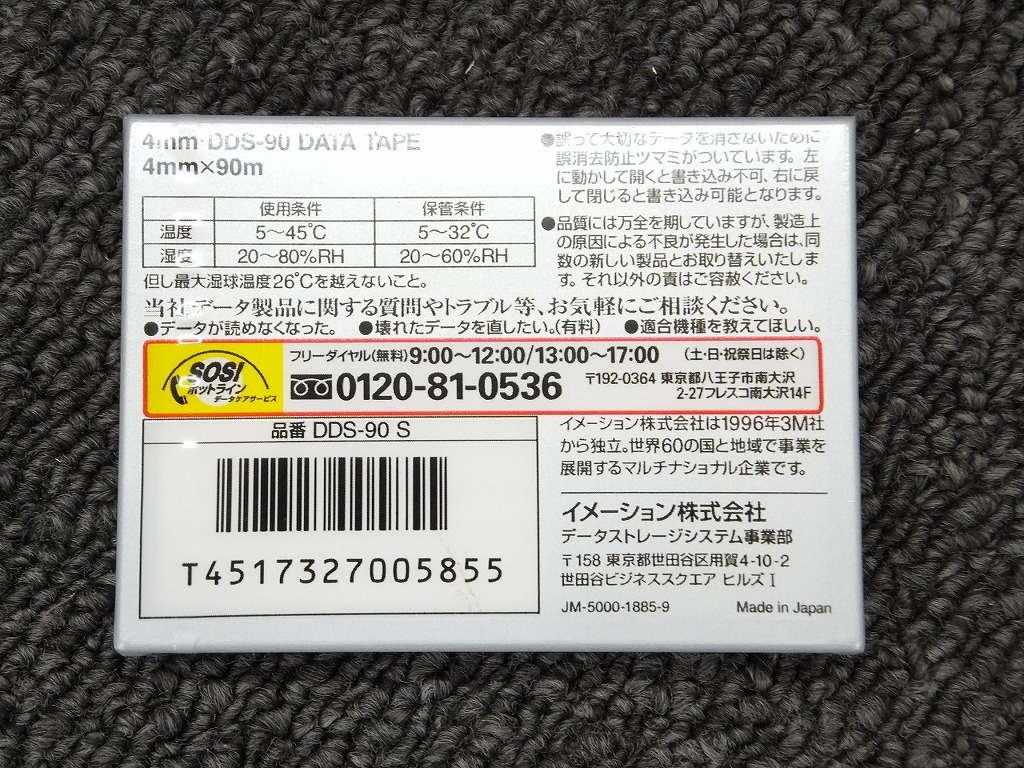 4mm DDS-90 DATA TAPE
4mm×90m
使用条件 保管条件
温度 5〜45℃ 5〜32℃
湿度 20〜80%RH 20〜60%RH
但し最大湿球温度26℃を越えないこと。
●誤って大切なデータを消さないために
誤消去防止ツマミがついています。左
に動かして開くと書き込み不可、右に戻
して閉じると書き込み可能となります。
●品質には万全を期していますが、製造上
の原因による不良が発生した場合は、同
数の新しい製品とお取り替えいたしま
す。それ以外の責はご容赦ください。
当社データ製品に関する質問やトラブル等、お気軽にご相談ください。
●データが読めなくなった。 ●壊れたデータを直したい。(有料) ●適合機種を教えてほしい。
SOS!
ホットライン
データケアサービス
フリーダイヤル(無料)9:00〜12:00/13:00〜17:00 (土・日・祝祭日は除く)
0120-81-0536 〒192-0364 東京都八王子市南大沢
2-27フレスコ南大沢14F
品番 DDS-90 S
T4517327005855
イメーション株式会社は1996年3M社
から独立。世界60の国と地域で事業を
展開するマルチナショナル企業です。
イメーション株式会社
データストレージシステム事業部
〒158 東京都世田谷区用賀4-10-2
世田谷ビジネススクエア ヒルズⅠ
JM-5000-1885-9 Made in Japan